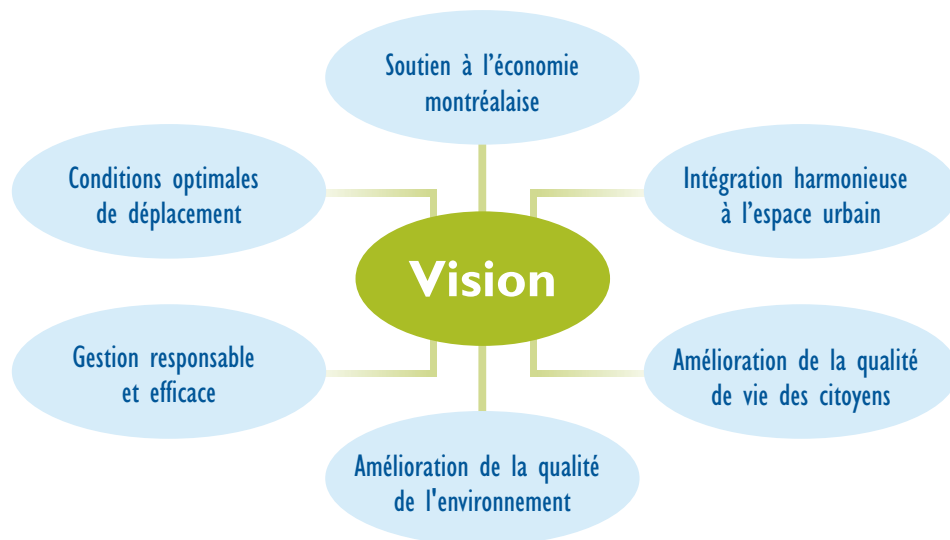 Soutien à l’économie
montréalaise
Conditions optimales
de déplacement
Intégration harmonieuse
à l’espace urbain
Vision
Gestion responsable
et efficace
Amélioration de la qualité
de vie des citoyens
Amélioration de la qualité
de l'environnement